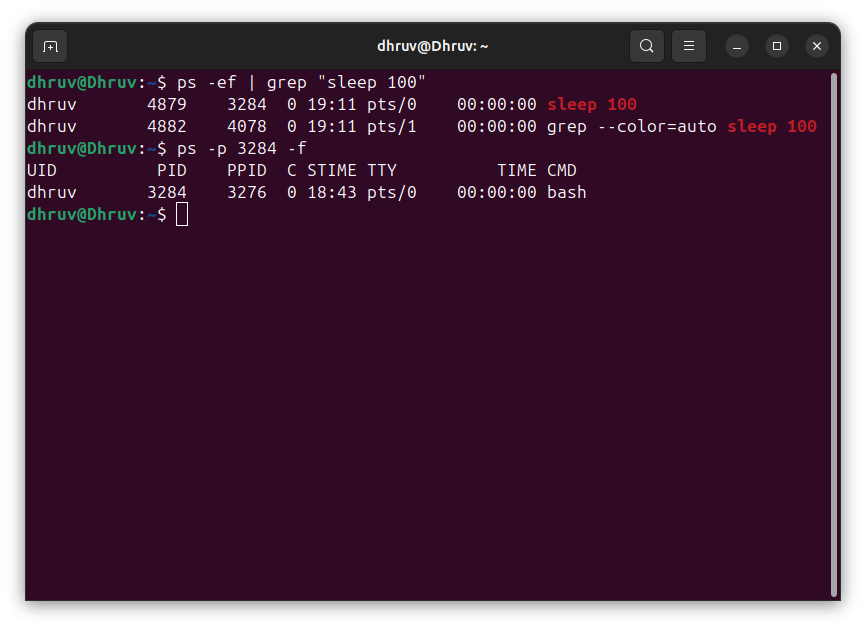 dhruv@Dhruv: ~
dhruv@Dhruv:~$ ps -ef | grep "sleep 100"
dhruv       4879    3284  0 19:11 pts/0    00:00:00 sleep 100
dhruv       4882    4078  0 19:11 pts/1    00:00:00 grep --color=auto sleep 100
dhruv@Dhruv:~$ ps -p 3284 -f
UID          PID    PPID  C STIME TTY          TIME CMD
dhruv       3284    3276  0 18:43 pts/0    00:00:00 bash
dhruv@Dhruv:~$